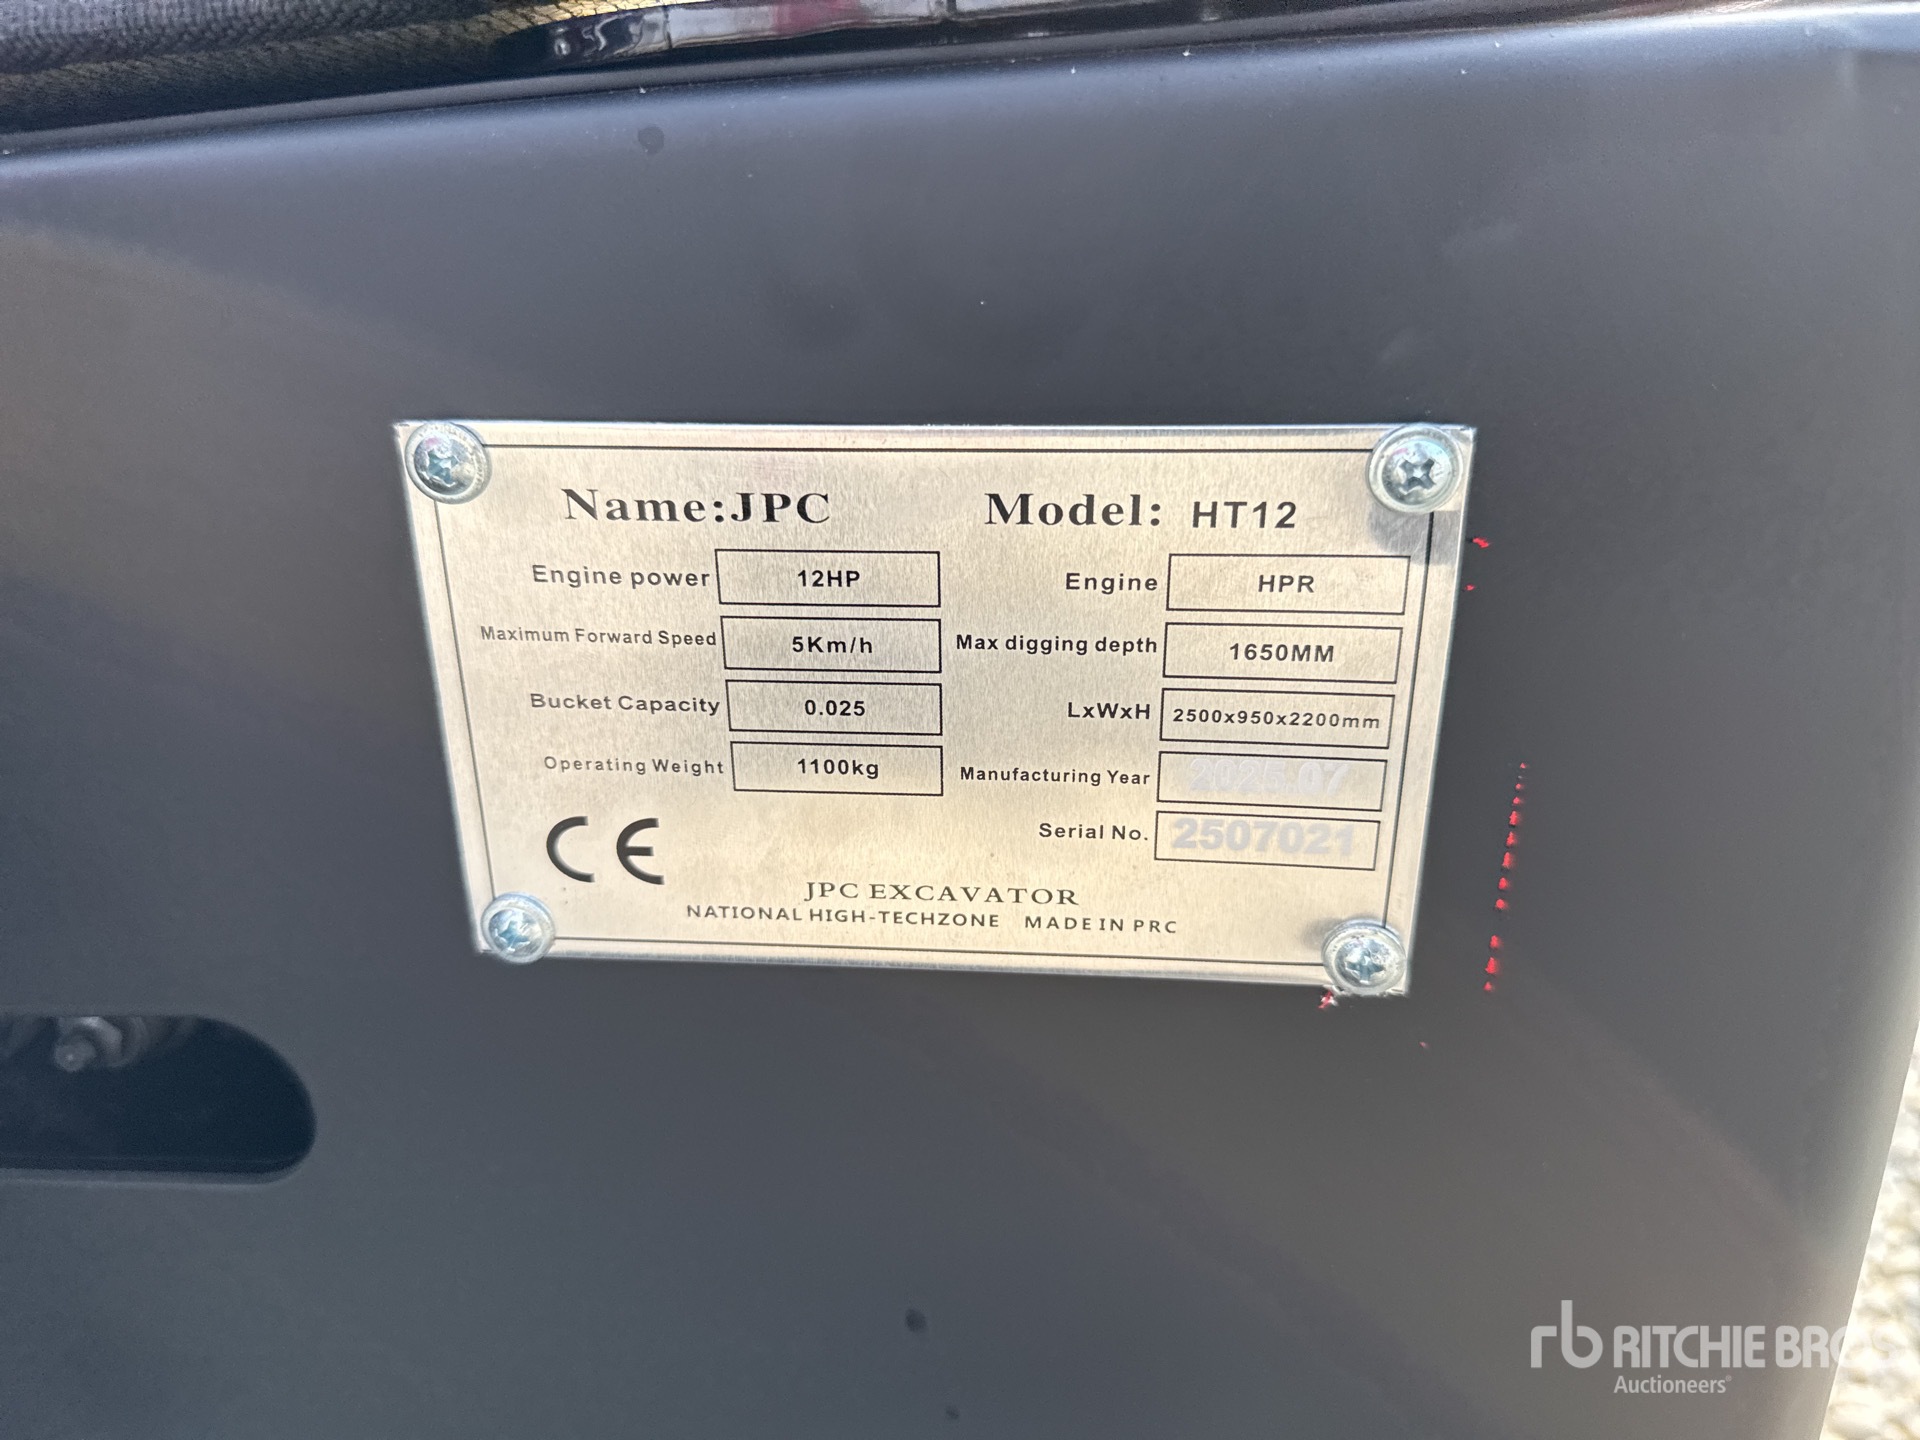 Name:JPC Model: HT12
Engine power 12HP Engine HPR
Maximum Forward Speed 5Km/h Max digging depth 1650MM
Bucket Capacity 0.025 LxWxH 2500x950x2200mm
Operating Weight 1100kg Manufacturing Year 2025.07
CE Serial No. 2507021
JPC EXCAVATOR
NATIONAL HIGH-TECHZONE MADE IN PRC
rb RITCHIE BROS
Auctioneers